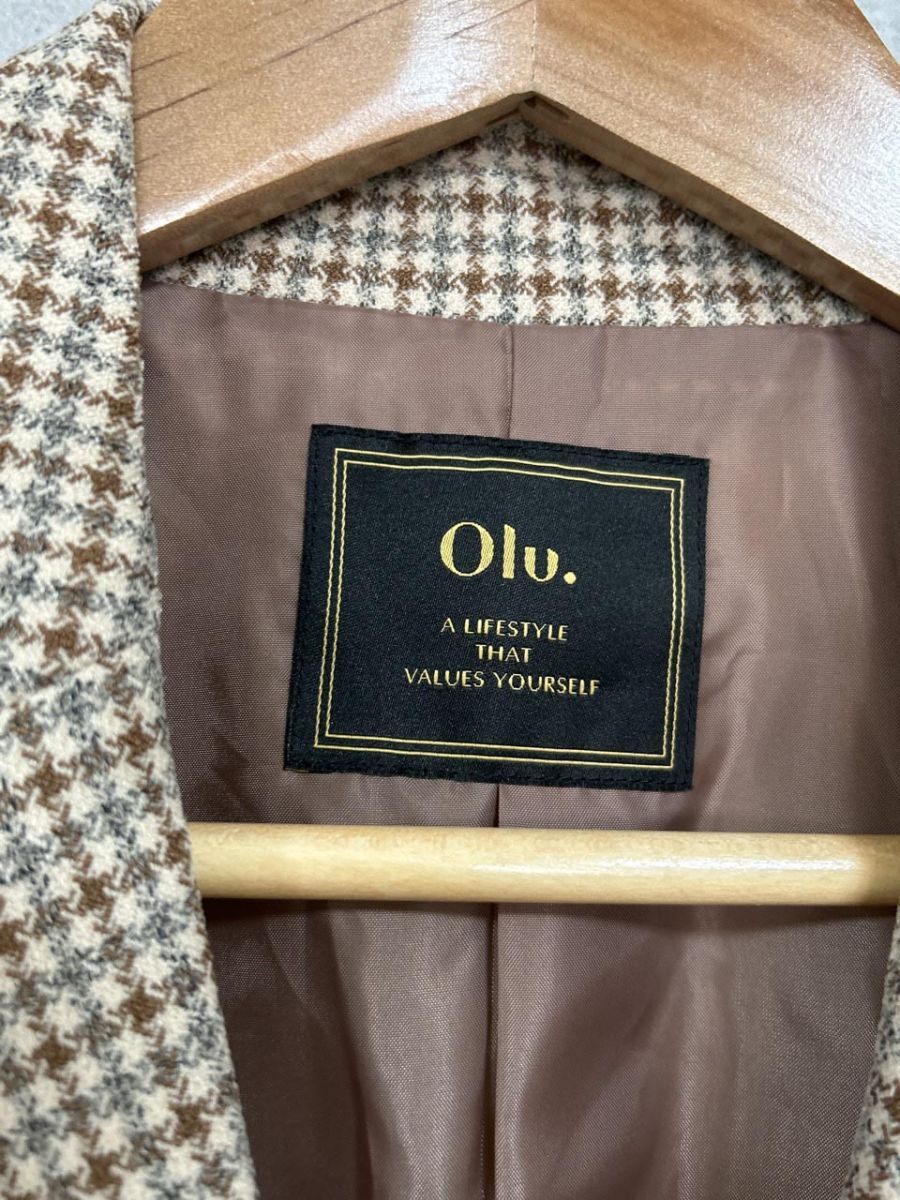 Olu.
A LIFESTYLE
THAT
VALUES YOURSELF